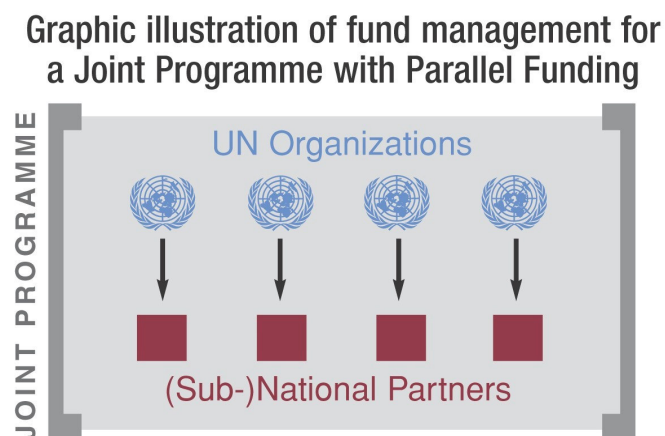 Graphic illustration of fund management for
a Joint Programme with Parallel Funding
JOINT PROGRAMME
UN Organizations
(Sub-)National Partners